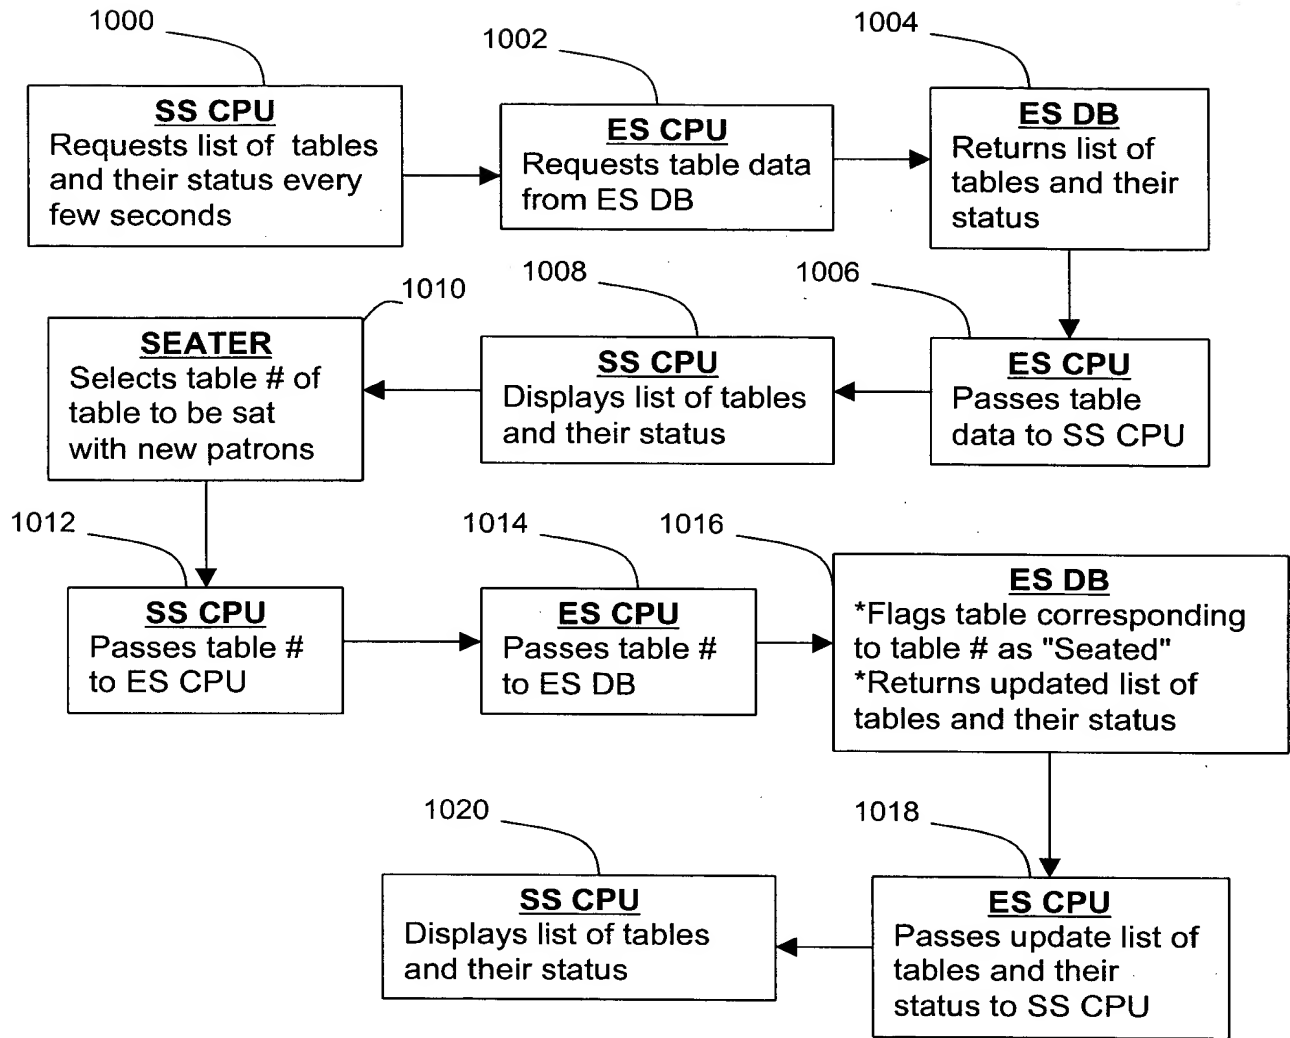 1000
SS CPU
Requests list of tables
and their status every
few seconds
1002
ES CPU
Requests table data
from ES DB
1004
ES DB
Returns list of
tables and their
status
1006
ES CPU
Passes table
data to SS CPU
1008
SS CPU
Displays list of tables
and their status
1010
SEATER
Selects table # of
table to be sat
with new patrons
1012
SS CPU
Passes table #
to ES CPU
1014
ES CPU
Passes table #
to ES DB
1016
ES DB
*Flags table corresponding
to table # as "Seated"
*Returns updated list of
tables and their status
1018
ES CPU
Passes update list of
tables and their
status to SS CPU
1020
SS CPU
Displays list of tables
and their status